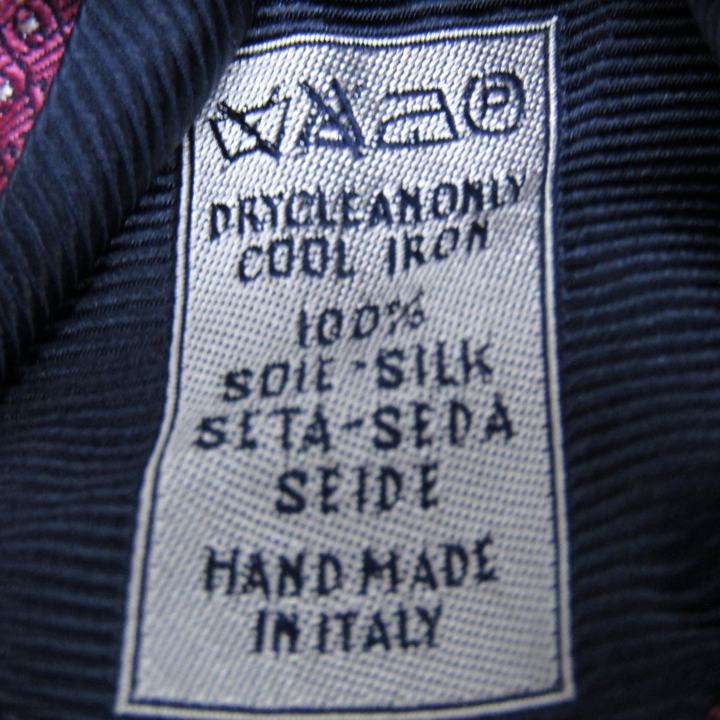 P
DRYCLEANONLY
COOL IRON
100%
SOIE-SILK
SETA-SEDA
SEIDE
HAND MADE
IN ITALY